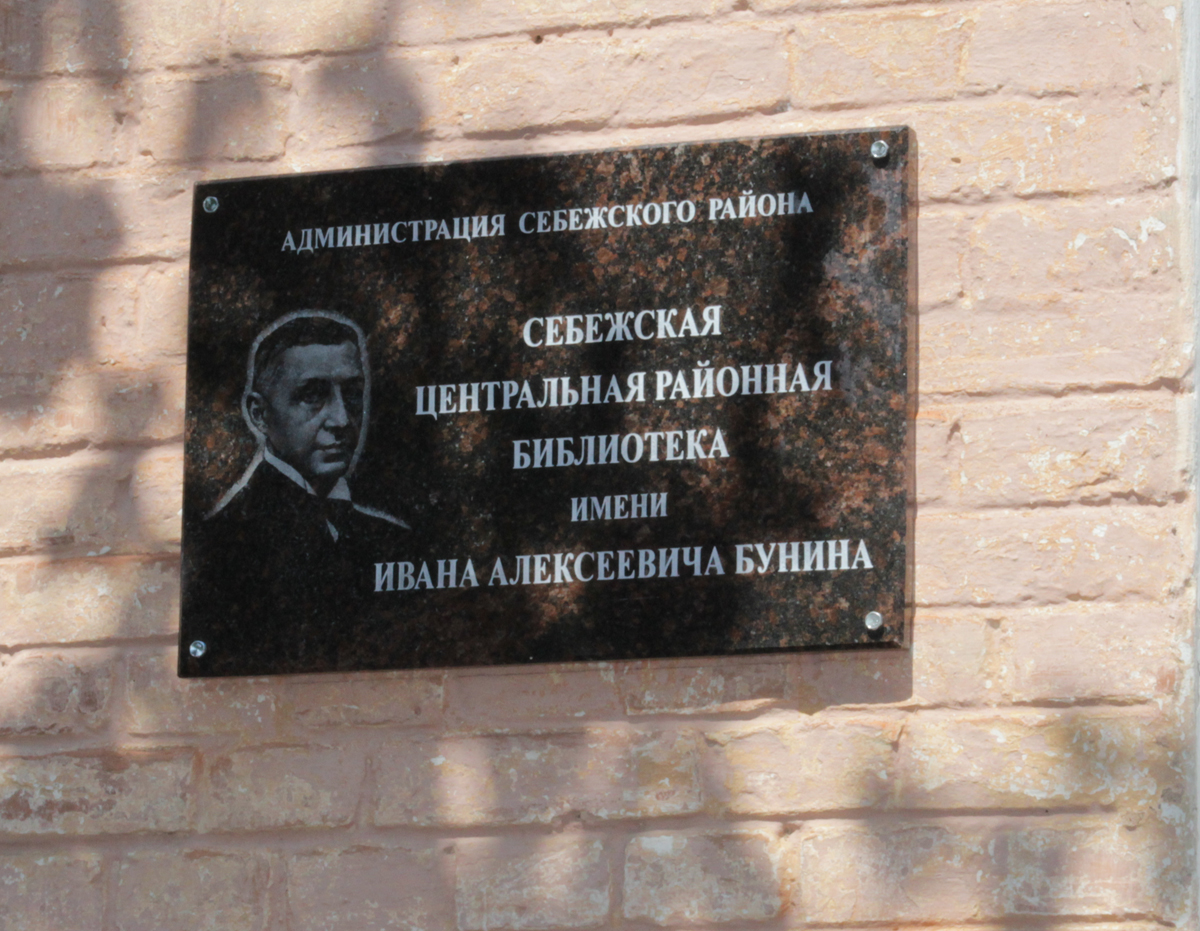 АДМИНИСТРАЦИЯ СЕБЕЖСКОГО РАЙОНА
СЕБЕЖСКАЯ
ЦЕНТРАЛЬНАЯ РАЙОННАЯ
БИБЛИОТЕКА
ИМЕНИ
ИВАНА АЛЕКСЕЕВИЧА БУНИНА